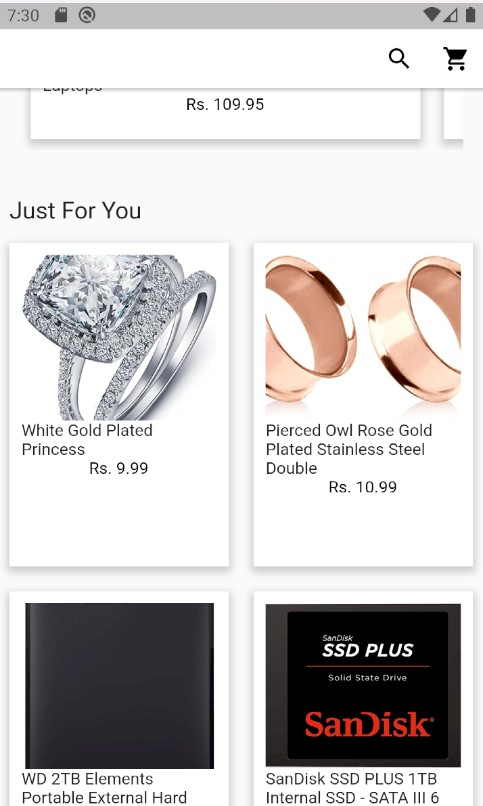 7:30
Laptops
Rs. 109.95
Just For You
White Gold Plated
Princess
Rs. 9.99
Pierced Owl Rose Gold
Plated Stainless Steel
Double
Rs. 10.99
SanDisk
SSD PLUS
Solid State Drive
SanDisk
WD 2TB Elements
Portable External Hard
SanDisk SSD PLUS 1TB
Internal SSD - SATA III 6